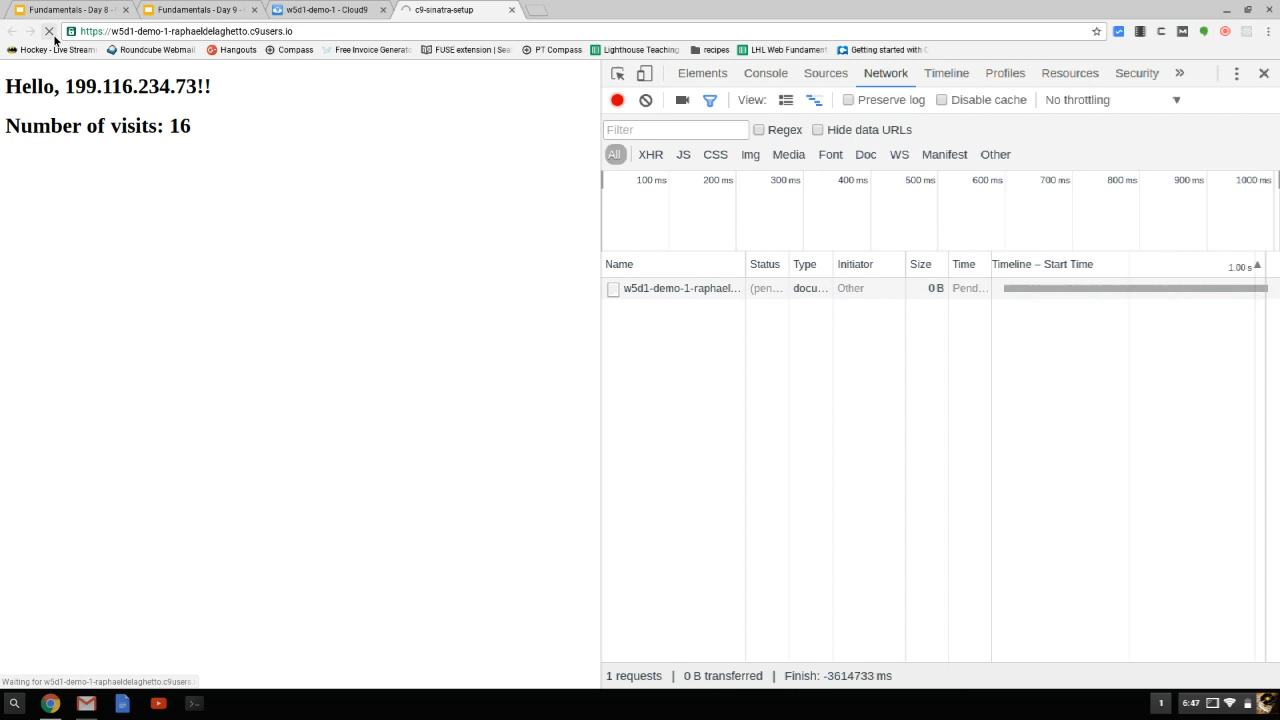 Fundamentals - Day 8 -
Fundamentals - Day 9 -
w5d1-demo-1 - Cloud9
c9-sinatra-setup
https://w5d1-demo-1-raphaeldelaghetto.c9users.io
Hockey - Live Stream
Roundcube Webmail
Hangouts
Compass
Free Invoice Generato
FUSE extension | Sea
PT Compass
Lighthouse Teaching
recipes
LHL Web Fundament
Getting started with C
Hello, 199.116.234.73!!
Number of visits: 16
Elements Console Sources Network Timeline Profiles Resources Security »
View: Preserve log Disable cache No throttling
Filter Regex Hide data URLs
All XHR JS CSS Img Media Font Doc WS Manifest Other
100 ms 200 ms 300 ms 400 ms 500 ms 600 ms 700 ms 800 ms 900 ms 1000 ms
Name Status Type Initiator Size Time Timeline – Start Time 1.00 s
w5d1-demo-1-raphael... (pen... docu... Other 0 B Pend...
1 requests | 0 B transferred | Finish: -3614733 ms
Waiting for w5d1-demo-1-raphaeldelaghetto.c9users.
1 6:47